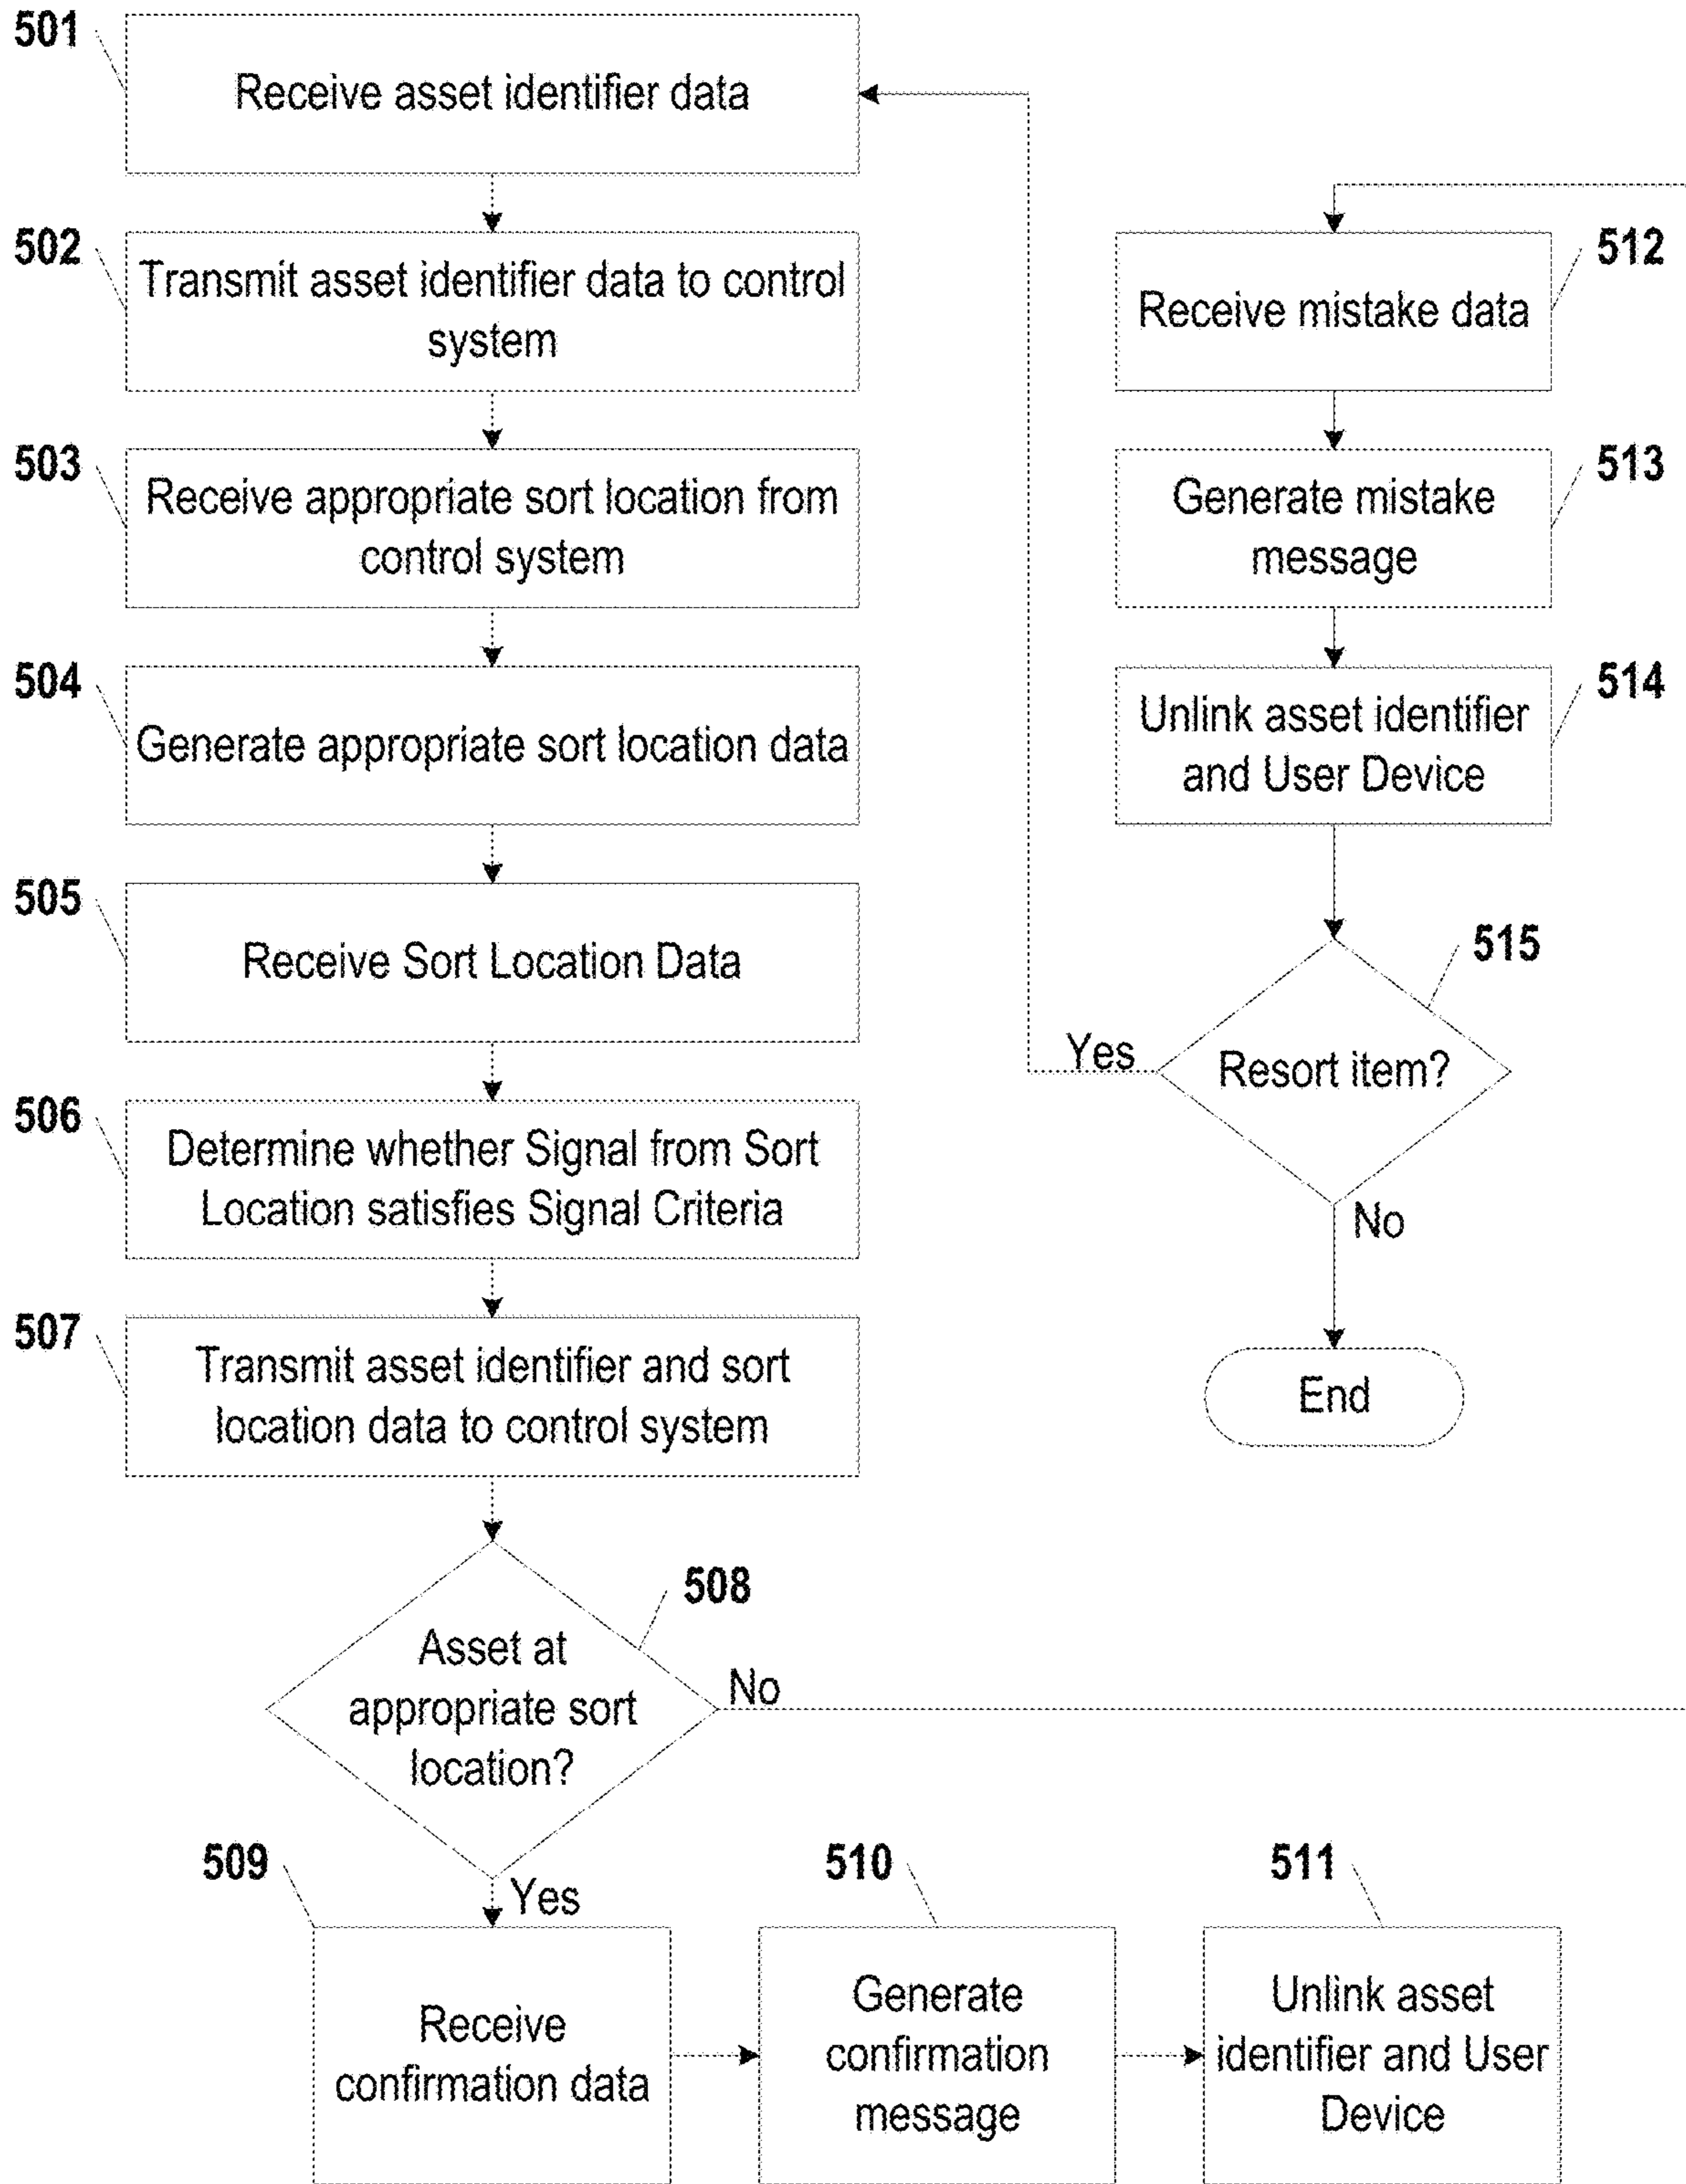 501
Receive asset identifier data
502
Transmit asset identifier data to control
system
503
Receive appropriate sort location from
control system
504
Generate appropriate sort location data
505
Receive Sort Location Data
506
Determine whether Signal from Sort
Location satisfies Signal Criteria
507
Transmit asset identifier and sort
location data to control system
508
Asset at
appropriate sort
location?
No
Yes
509
Receive
confirmation data
510
Generate
confirmation
message
511
Unlink asset
identifier and User
Device
512
Receive mistake data
513
Generate mistake
message
514
Unlink asset identifier
and User Device
515
Resort item?
Yes
No
End